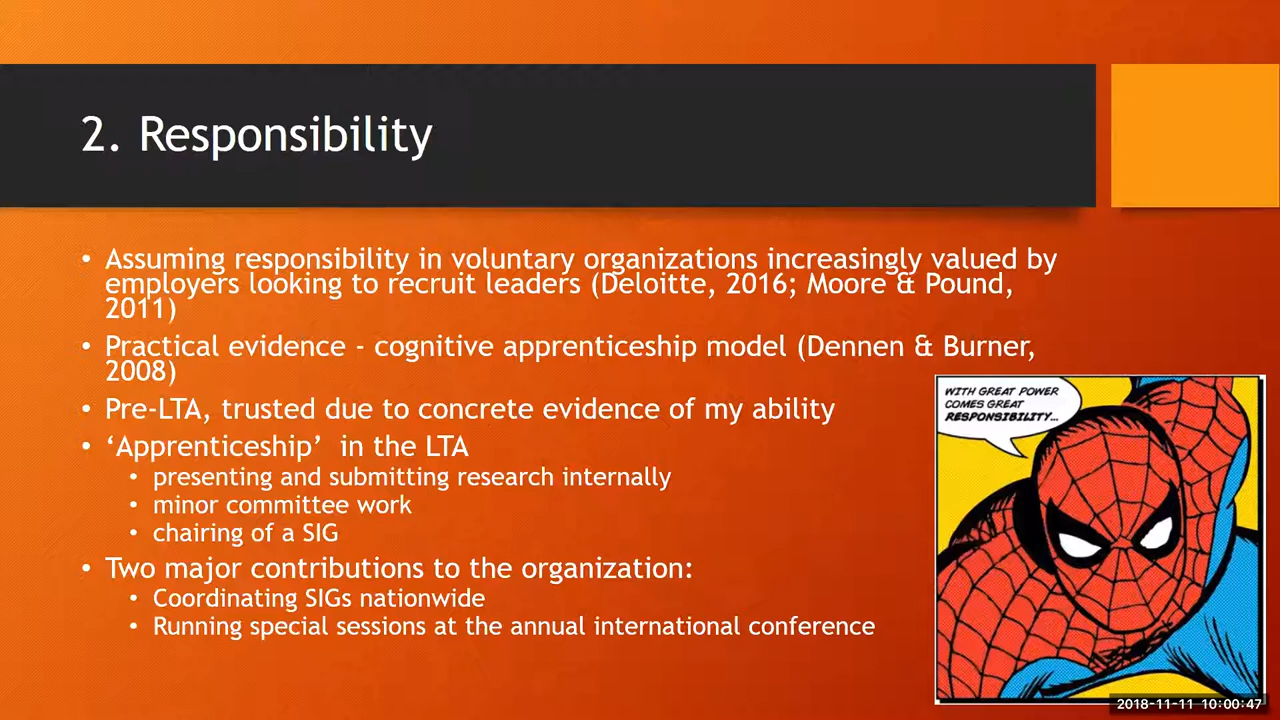 2. Responsibility
• Assuming responsibility in voluntary organizations increasingly valued by
employers looking to recruit leaders (Deloitte, 2016; Moore & Pound,
2011)
• Practical evidence - cognitive apprenticeship model (Dennen & Burner,
2008)
• Pre-LTA, trusted due to concrete evidence of my ability
• ‘Apprenticeship’ in the LTA
• presenting and submitting research internally
• minor committee work
• chairing of a SIG
• Two major contributions to the organization:
• Coordinating SIGs nationwide
• Running special sessions at the annual international conference
WITH GREAT POWER
COMES GREAT
RESPONSIBILITY...
2018-11-11 10:00:47